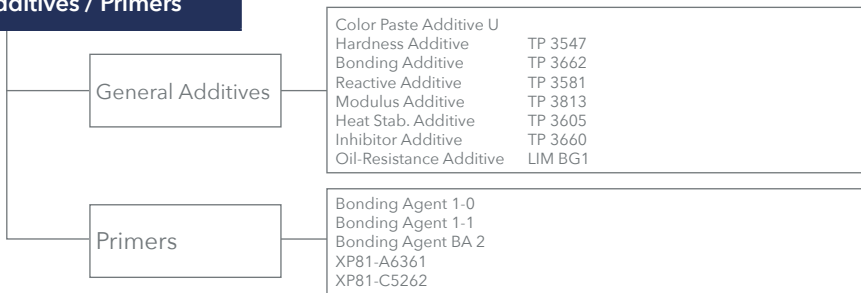 / Primers
General Additives
Color Paste Additive U
Hardness Additive TP 3547
Bonding Additive TP 3662
Reactive Additive TP 3581
Modulus Additive TP 3813
Heat Stab. Additive TP 3605
Inhibitor Additive TP 3660
Oil-Resistance Additive LIM BG1
Primers
Bonding Agent 1-0
Bonding Agent 1-1
Bonding Agent BA 2
XP81-A6361
XP81-C5262